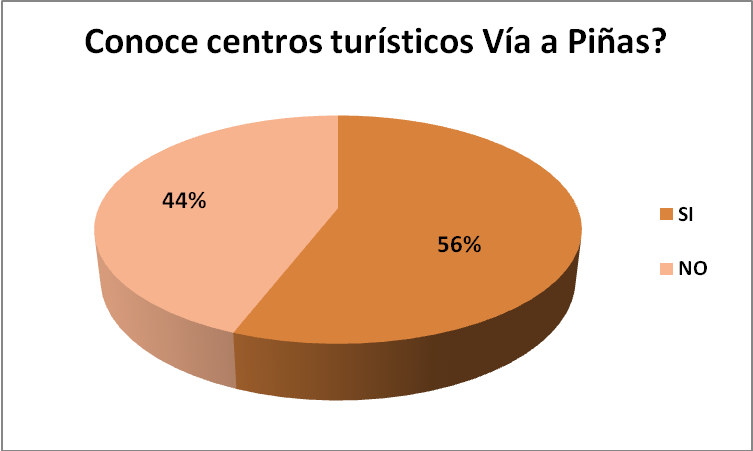 Conoce centros turísticos Vía a Piñas?
44%
56%
SI
NO